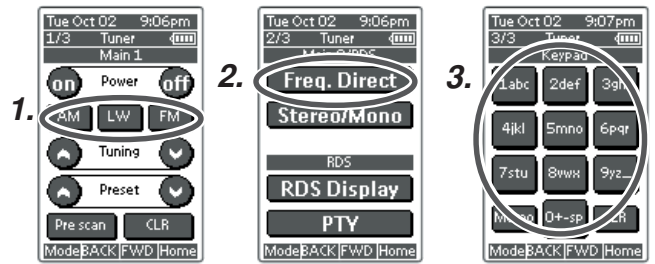 1.
Tue Oct 02 9:06pm
1/3 Tuner
Main 1
on Power off
AM LW FM
Tuning
Preset
Pre scan CLR
Mode BACK FWD Home
2.
Tue Oct 02 9:06pm
2/3 Tuner
Freq. Direct
Stereo/Mono
RDS
RDS Display
PTY
Mode BACK FWD Home
3.
Tue Oct 02 9:07pm
3/3 Tuner
Keypad
1abc 2def 3ghi
4jkl 5mno 6pqr
7stu 8vwx 9yz_
0+-sp
Mode BACK FWD Home